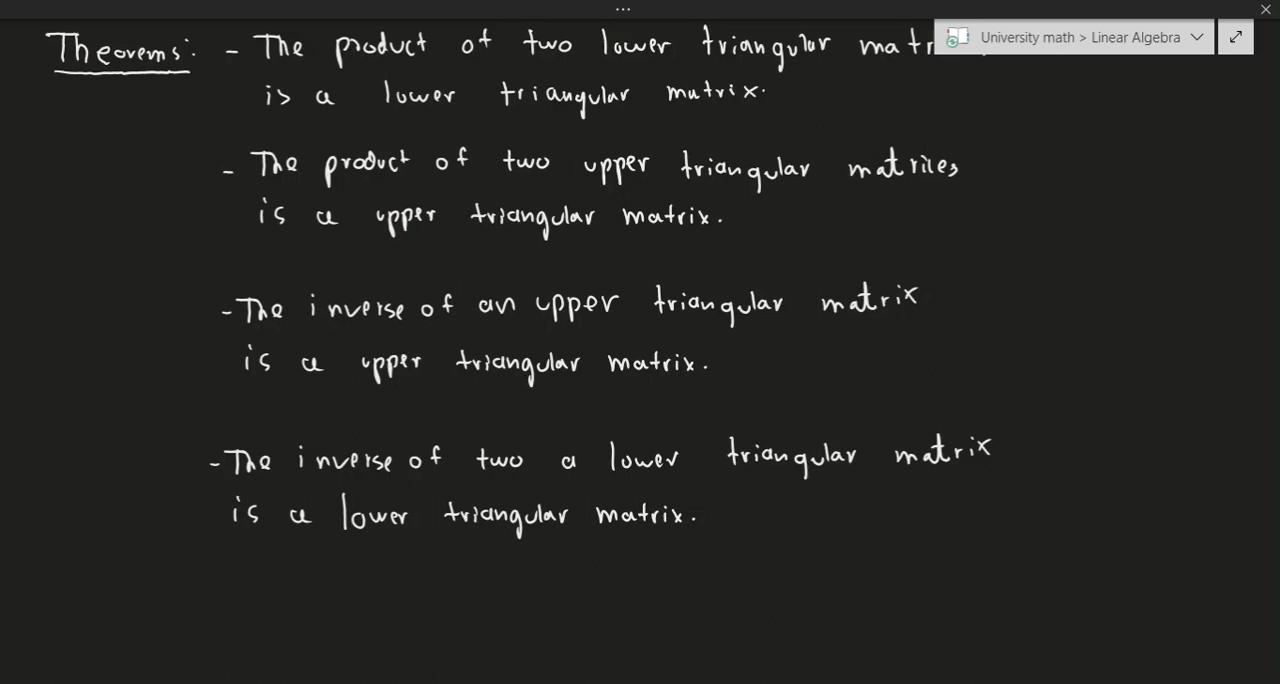 ...
Theorems: - The product of two lower triangular matr
University math > Linear Algebra
is a lower triangular matrix.
- The product of two upper triangular matrices
is a upper triangular matrix.
- The inverse of an upper triangular matrix
is a upper triangular matrix.
- The inverse of two a lower triangular matrix
is a lower triangular matrix.